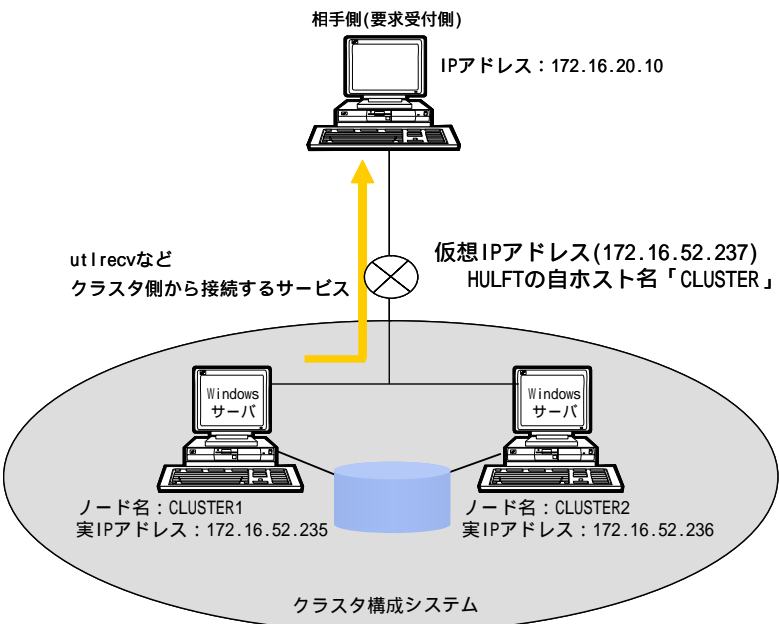 相手側(要求受付側)
IPアドレス：172.16.20.10
utlrecvなど
クラスタ側から接続するサービス
仮想IPアドレス(172.16.52.237)
HULFTの自ホスト名「CLUSTER」
Windows
サーバ
Windows
サーバ
ノード名：CLUSTER1
実IPアドレス：172.16.52.235
ノード名：CLUSTER2
実IPアドレス：172.16.52.236
クラスタ構成システム